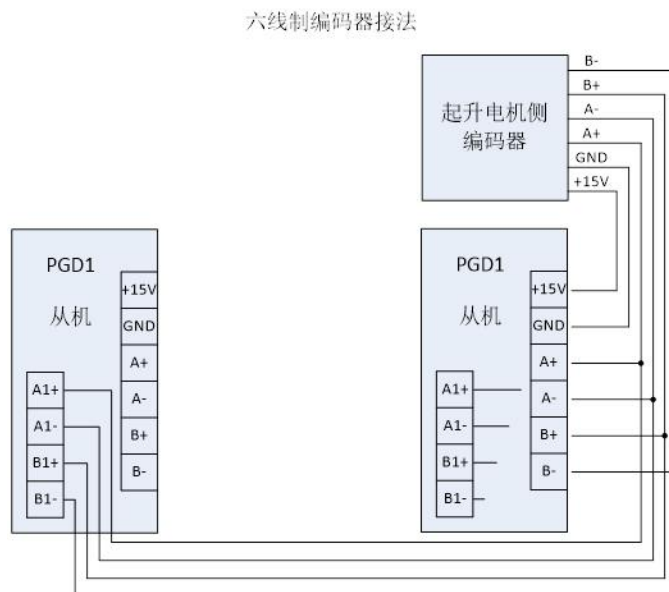 六线制编码器接法
起升电机侧
编码器
B-
B+
A-
A+
GND
+15V
PGD1
从机
+15V
GND
A+
A-
B+
B-
A1+
A1-
B1+
B1-
PGD1
从机
+15V
GND
A+
A-
B+
B-
A1+
A1-
B1+
B1-